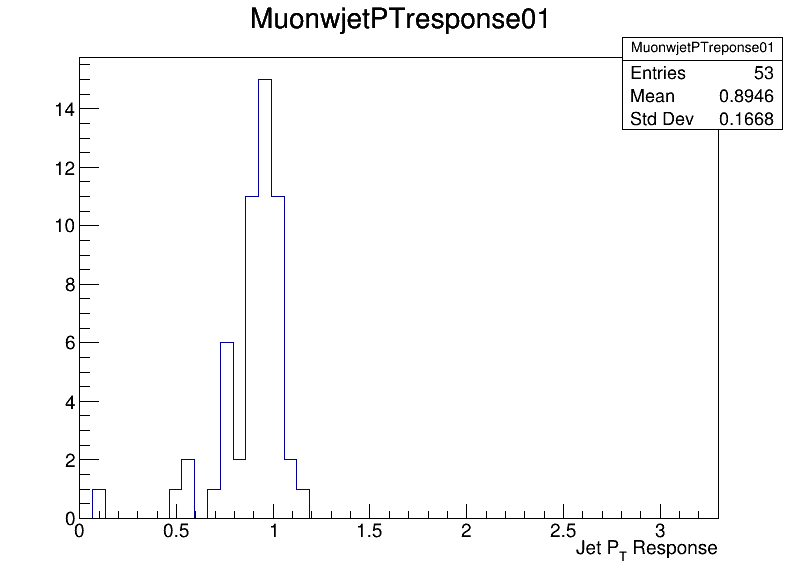 MuonwjetPTresponse01
MuonwjetPTreponse01
Entries 53
Mean 0.8946
Std Dev 0.1668
14
12
10
8
6
4
2
0
0 0.5 1 1.5 2 2.5 3
Jet P_T Response